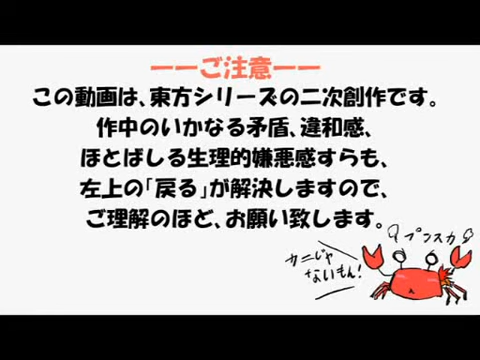 ーーご注意ーー
この動画は、東方シリーズの二次創作です。
作中のいかなる矛盾、違和感、
ほとばしる生理的嫌悪感すらも、
左上の「戻る」が解決しますので、
ご理解のほど、お願い致します。
プンスカ
カニじゃ
ないもん!